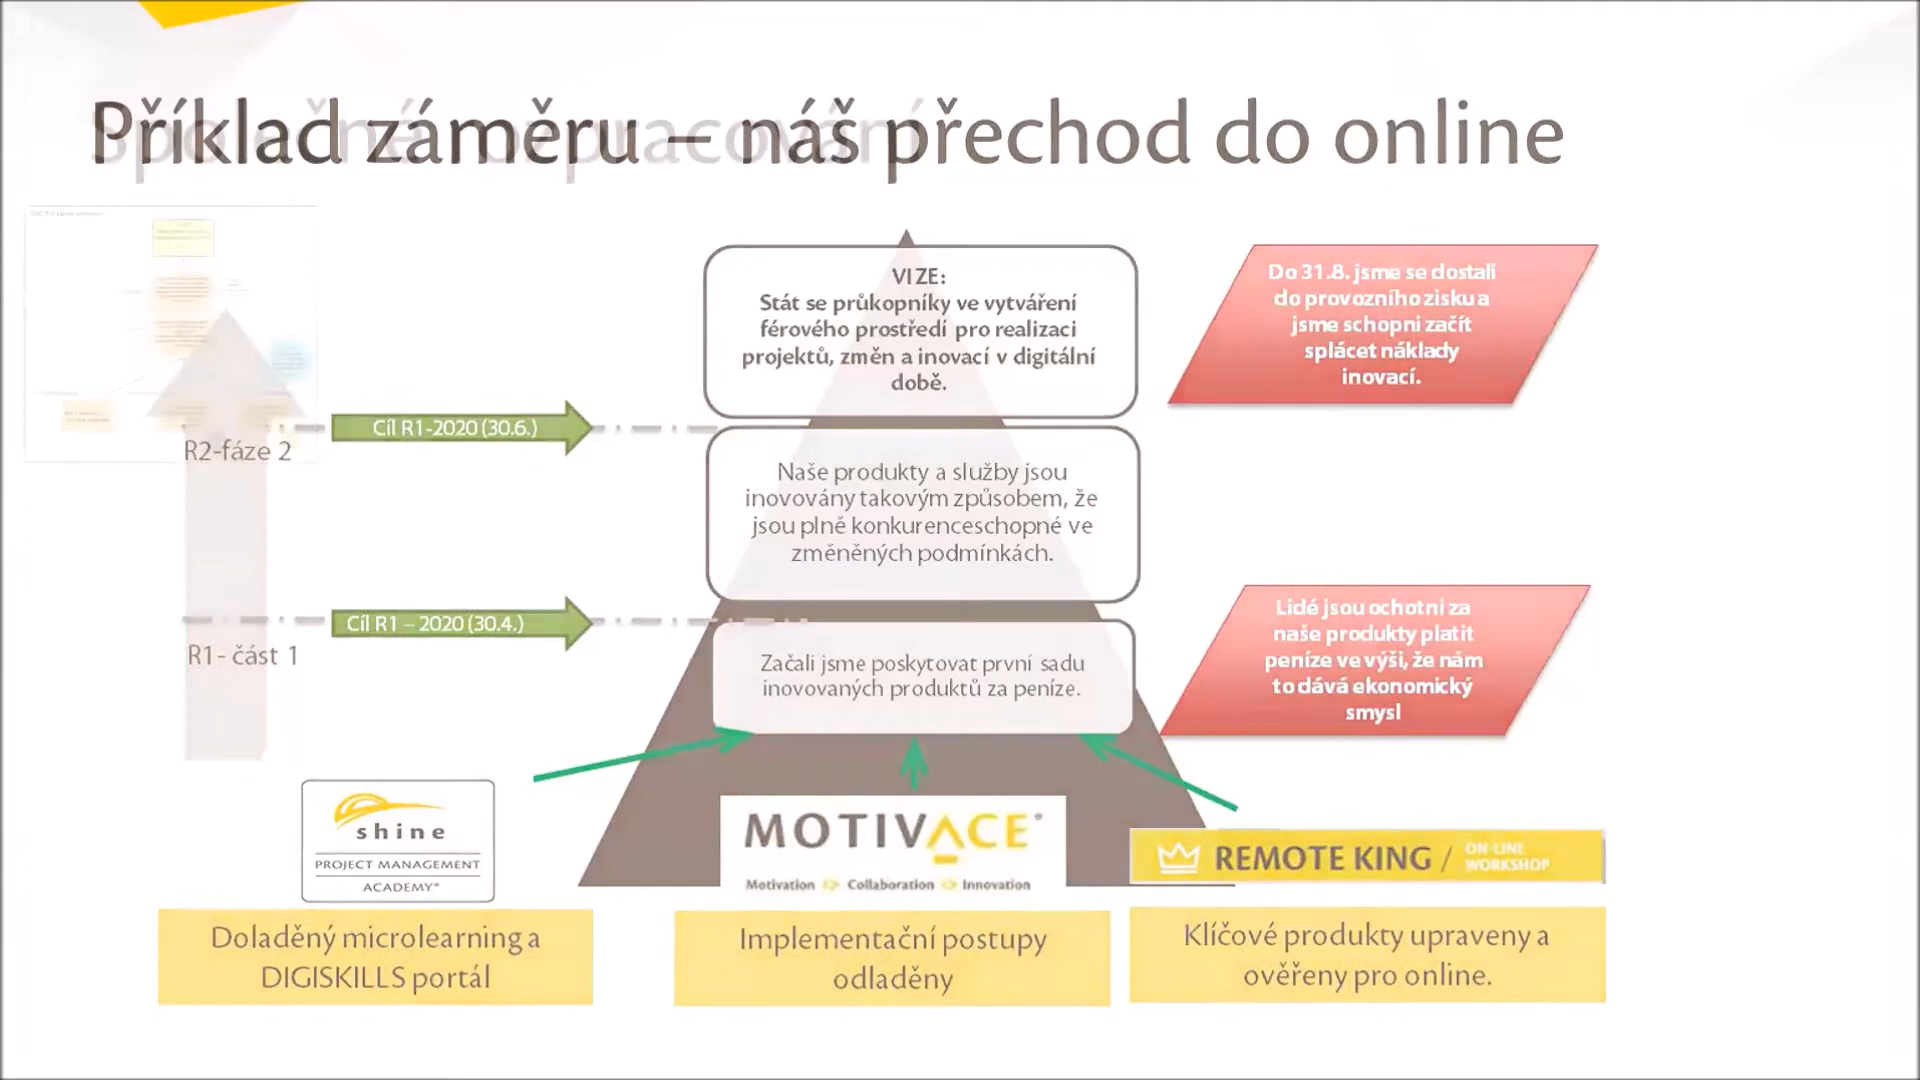 Příklad záměru – náš přechod do online
VIZE:
Stát se průkopníky ve vytváření
férového prostředí pro realizaci
projektů, změn a inovací v digitální
době.
Do 31.8. jsme se dostali
do provozního zisku a
jsme schopni začít
splácet náklady
inovací.
Cíl R1-2020 (30.6.)
R2-fáze 2
Naše produkty a služby jsou
inovovány takovým způsobem, že
jsou plně konkurenceschopné ve
změněných podmínkách.
Cíl R1 – 2020 (30.4.)
R1- část 1
Začali jsme poskytovat první sadu
inovovaných produktů za peníze.
Lidé jsou ochotni za
naše produkty platit
peníze ve výši, že nám
to dává ekonomický
smysl
shine
PROJECT MANAGEMENT
ACADEMY®
MOTIVACE®
Motivation Collaboration Innovation
REMOTE KING / ON-LINE
WORKSHOP
Doladěný microlearning a
DIGISKILLS portál
Implementační postupy
odladěny
Klíčové produkty upraveny a
ověřeny pro online.